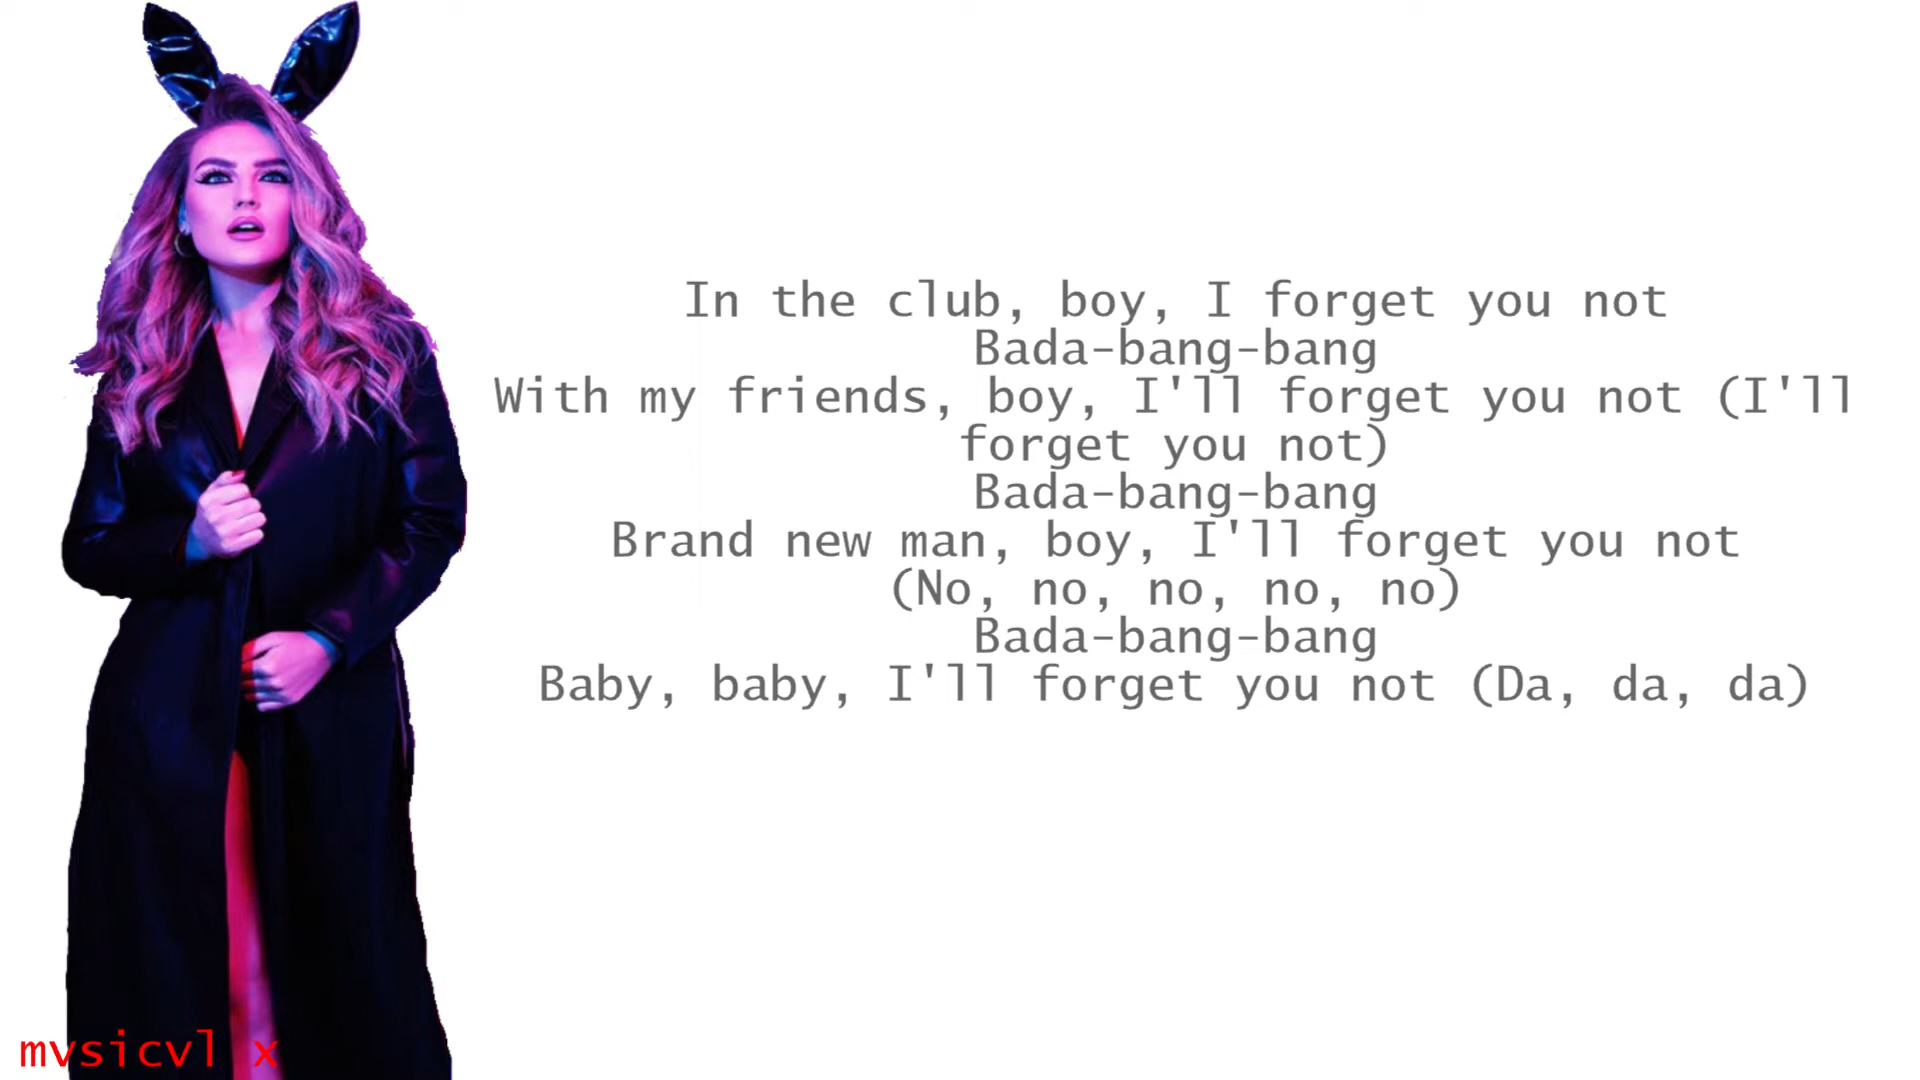 In the club, boy, I forget you not
Bada-bang-bang
With my friends, boy, I'll forget you not (I'll
forget you not)
Bada-bang-bang
Brand new man, boy, I'll forget you not
(No, no, no, no, no)
Bada-bang-bang
Baby, baby, I'll forget you not (Da, da, da)
mvsicvl x